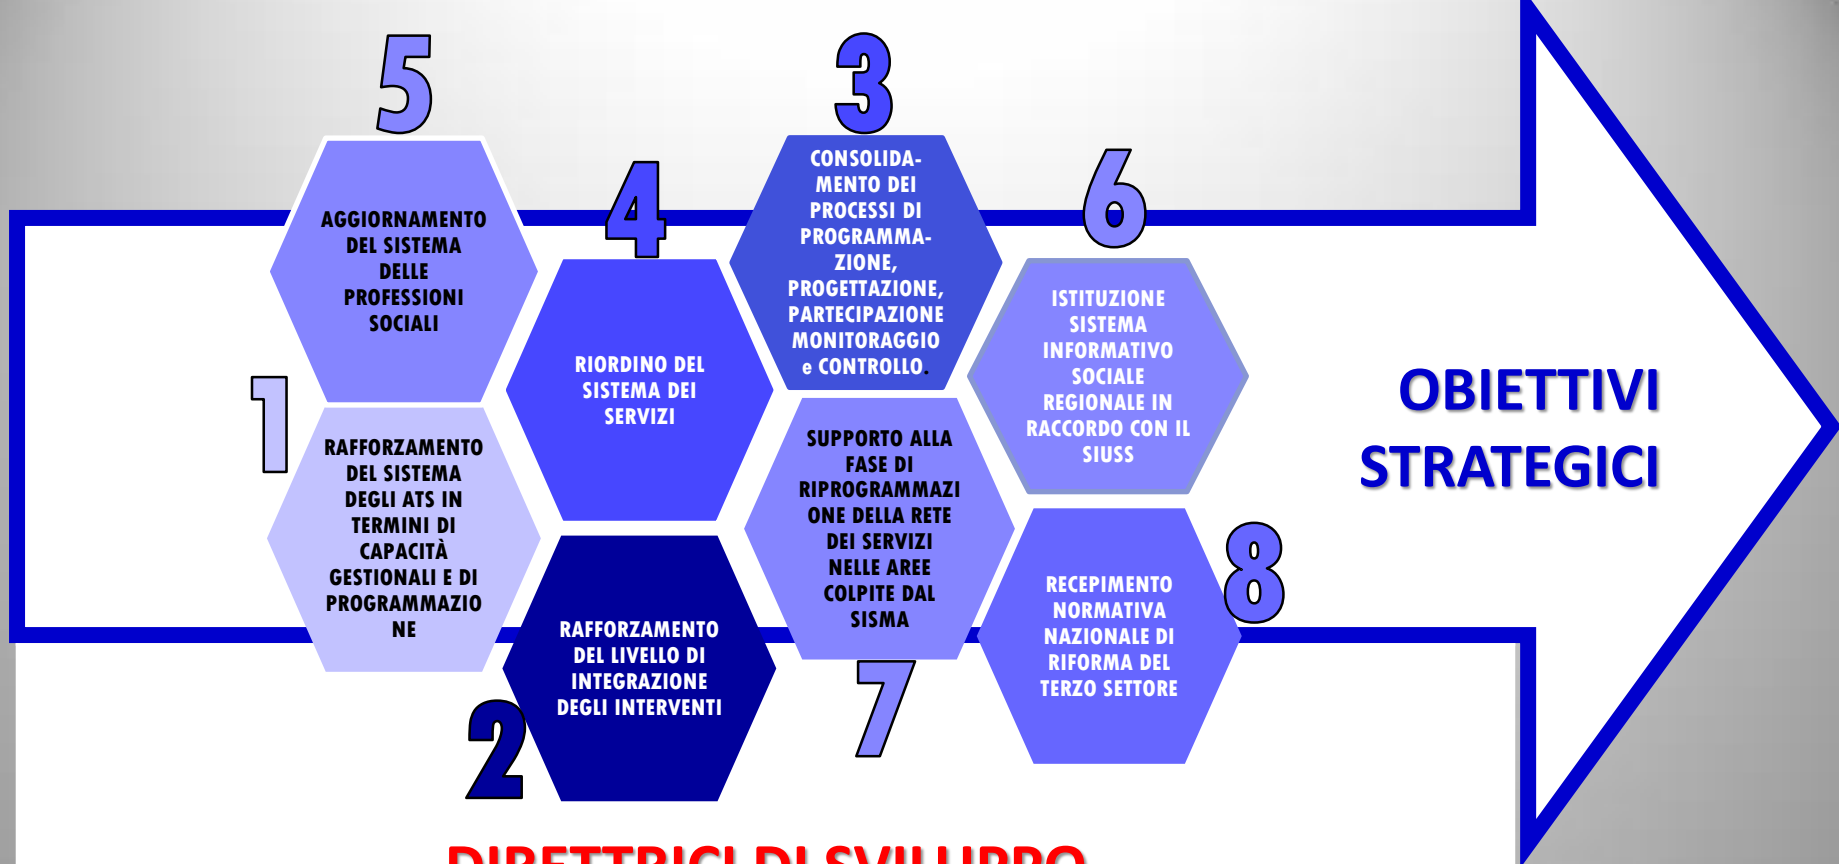 5
AGGIORNAMENTO
DEL SISTEMA
DELLE
PROFESSIONI
SOCIALI
1
RAFFORZAMENTO
DEL SISTEMA
DEGLI ATS IN
TERMINI DI
CAPACITÀ
GESTIONALI E DI
PROGRAMMAZIO
NE
4
RIORDINO DEL
SISTEMA DEI
SERVIZI
2
RAFFORZAMENTO
DEL LIVELLO DI
INTEGRAZIONE
DEGLI INTERVENTI
3
CONSOLIDA-
MENTO DEI
PROCESSI DI
PROGRAMMA-
ZIONE,
PROGETTAZIONE,
PARTECIPAZIONE
MONITORAGGIO
e CONTROLLO.
SUPPORTO ALLA
FASE DI
RIPROGRAMMAZI
ONE DELLA RETE
DEI SERVIZI
NELLE AREE
COLPITE DAL
SISMA
7
6
ISTITUZIONE
SISTEMA
INFORMATIVO
SOCIALE
REGIONALE IN
RACCORDO CON IL
SIUSS
8
RECEPIMENTO
NORMATIVA
NAZIONALE DI
RIFORMA DEL
TERZO SETTORE
OBIETTIVI
STRATEGICI
DIRETTRICI DI SVILUPPO